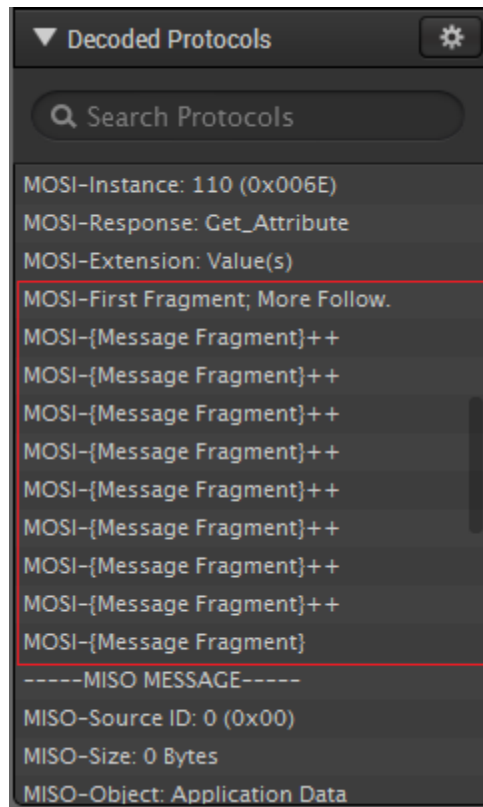 Decoded Protocols
Search Protocols
MOSI-Instance: 110 (0x006E)
MOSI-Response: Get_Attribute
MOSI-Extension: Value(s)
MOSI-First Fragment; More Follow.
MOSI-{Message Fragment}++
MOSI-{Message Fragment}++
MOSI-{Message Fragment}++
MOSI-{Message Fragment}++
MOSI-{Message Fragment}++
MOSI-{Message Fragment}++
MOSI-{Message Fragment}++
MOSI-{Message Fragment}++
MOSI-{Message Fragment}
-----MISO MESSAGE-----
MISO-Source ID: 0 (0x00)
MISO-Size: 0 Bytes
MISO-Object: Application Data